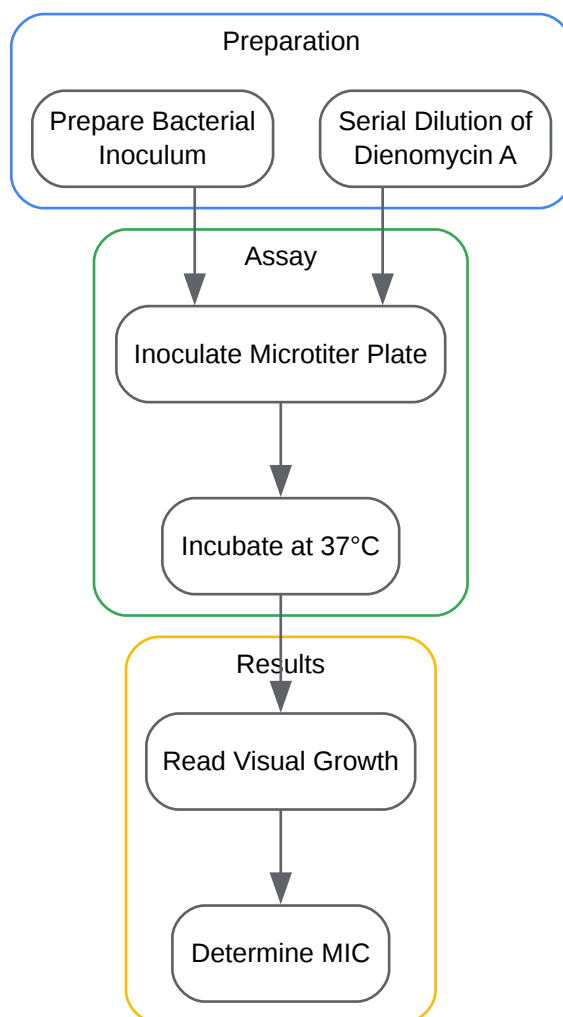 Preparation
Prepare Bacterial
Inoculum
Serial Dilution of
Dienomycin A
Assay
Inoculate Microtiter Plate
Incubate at 37°C
Results
Read Visual Growth
Determine MIC